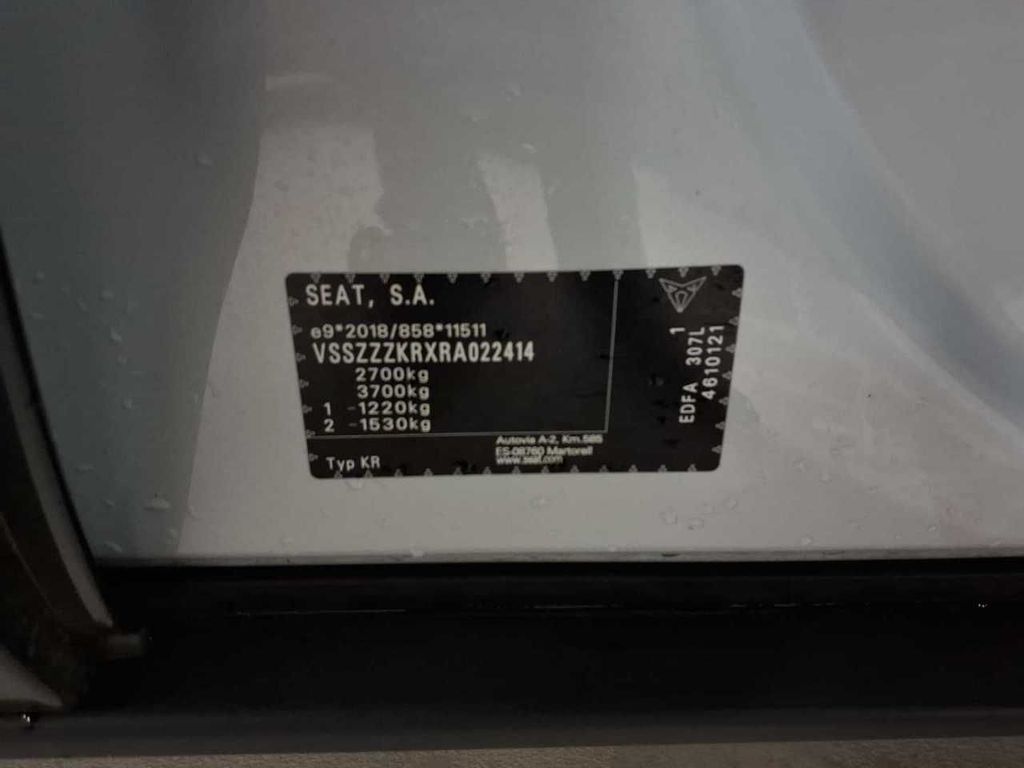 SEAT, S.A.
e9*2018/858*11511
VSSZZZKRXRA022414
2700kg
3700kg
1 -1220kg
2 -1530kg
Typ KR
Autovia A-2, Km.585
ES-08760 Martorell
www.seat.com
EDFA 307L 1
4610121